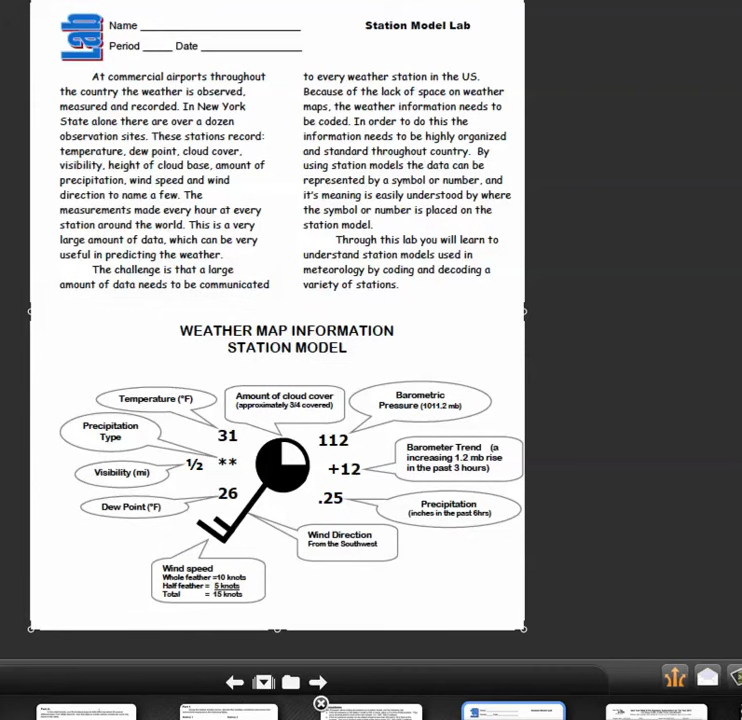 Lab
Name
Station Model Lab
Period Date
At commercial airports throughout
the country the weather is observed,
measured and recorded. In New York
State alone there are over a dozen
observation sites. These stations record:
temperature, dew point, cloud cover,
visibility, height of cloud base, amount of
precipitation, wind speed and wind
direction to name a few. The
measurements made every hour at every
station around the world. This is a very
large amount of data, which can be very
useful in predicting the weather.
The challenge is that a large
amount of data needs to be communicated
to every weather station in the US.
Because of the lack of space on weather
maps, the weather information needs to
be coded. In order to do this the
information needs to be highly organized
and standard throughout country. By
using station models the data can be
represented by a symbol or number, and
it's meaning is easily understood by where
the symbol or number is placed on the
station model.
Through this lab you will learn to
understand station models used in
meteorology by coding and decoding a
variety of stations.
WEATHER MAP INFORMATION
STATION MODEL
Temperature (°F)
Amount of cloud cover
(approximately 3/4 covered)
Barometric
Pressure (1011.2 mb)
Precipitation
Type
31
112
Barometer Trend (a
increasing 1.2 mb rise
in the past 3 hours)
½ **
+12
Visibility (mi)
26
.25
Dew Point (°F)
Precipitation
(inches in the past 6hrs)
Wind Direction
From the Southwest
Wind speed
Whole feather =10 knots
Half feather = 5 knots
Total = 15 knots